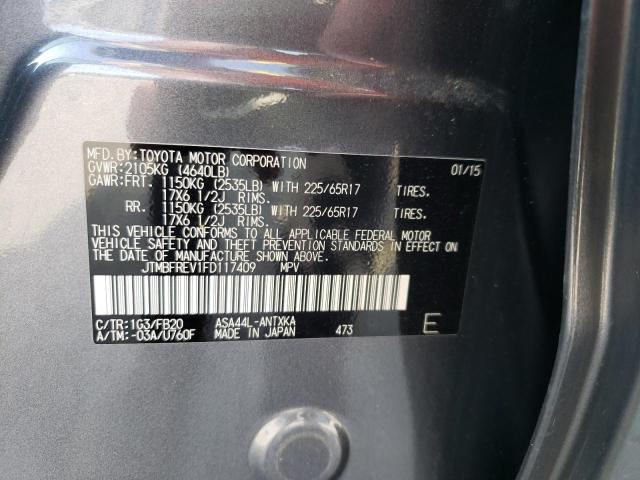 MFD.BY:TOYOTA MOTOR CORPORATION 01/15
GVWR:2105KG (4640LB)
GAWR:FRT. 1150KG (2535LB) WITH 225/65R17 TIRES.
17X6 1/2J RIMS.
RR. 1150KG (2535LB) WITH 225/65R17 TIRES.
17X6 1/2J RIMS.
THIS VEHICLE CONFORMS TO ALL APPLICABLE FEDERAL MOTOR
VEHICLE SAFETY AND THEFT PREVENTION STANDARDS IN EFFECT ON
THE DATE OF MANUFACTURE SHOWN ABOVE.
JTMBFREV1FD117409 MPV
C/TR:1G3/FB20 ASA44L-ANTXKA
A/TM:-03A/U760F MADE IN JAPAN 473 E